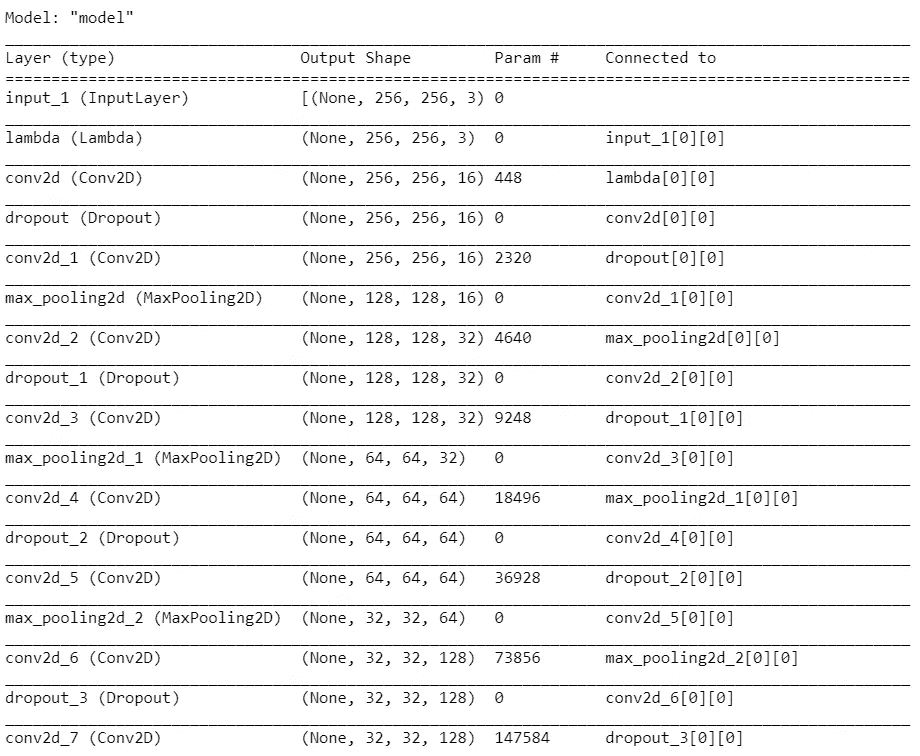 Model: "model"
Layer (type) Output Shape Param # Connected to
input_1 (InputLayer) [(None, 256, 256, 3) 0
lambda (Lambda) (None, 256, 256, 3) 0 input_1[0][0]
conv2d (Conv2D) (None, 256, 256, 16) 448 lambda[0][0]
dropout (Dropout) (None, 256, 256, 16) 0 conv2d[0][0]
conv2d_1 (Conv2D) (None, 256, 256, 16) 2320 dropout[0][0]
max_pooling2d (MaxPooling2D) (None, 128, 128, 16) 0 conv2d_1[0][0]
conv2d_2 (Conv2D) (None, 128, 128, 32) 4640 max_pooling2d[0][0]
dropout_1 (Dropout) (None, 128, 128, 32) 0 conv2d_2[0][0]
conv2d_3 (Conv2D) (None, 128, 128, 32) 9248 dropout_1[0][0]
max_pooling2d_1 (MaxPooling2D) (None, 64, 64, 32) 0 conv2d_3[0][0]
conv2d_4 (Conv2D) (None, 64, 64, 64) 18496 max_pooling2d_1[0][0]
dropout_2 (Dropout) (None, 64, 64, 64) 0 conv2d_4[0][0]
conv2d_5 (Conv2D) (None, 64, 64, 64) 36928 dropout_2[0][0]
max_pooling2d_2 (MaxPooling2D) (None, 32, 32, 64) 0 conv2d_5[0][0]
conv2d_6 (Conv2D) (None, 32, 32, 128) 73856 max_pooling2d_2[0][0]
dropout_3 (Dropout) (None, 32, 32, 128) 0 conv2d_6[0][0]
conv2d_7 (Conv2D) (None, 32, 32, 128) 147584 dropout_3[0][0]